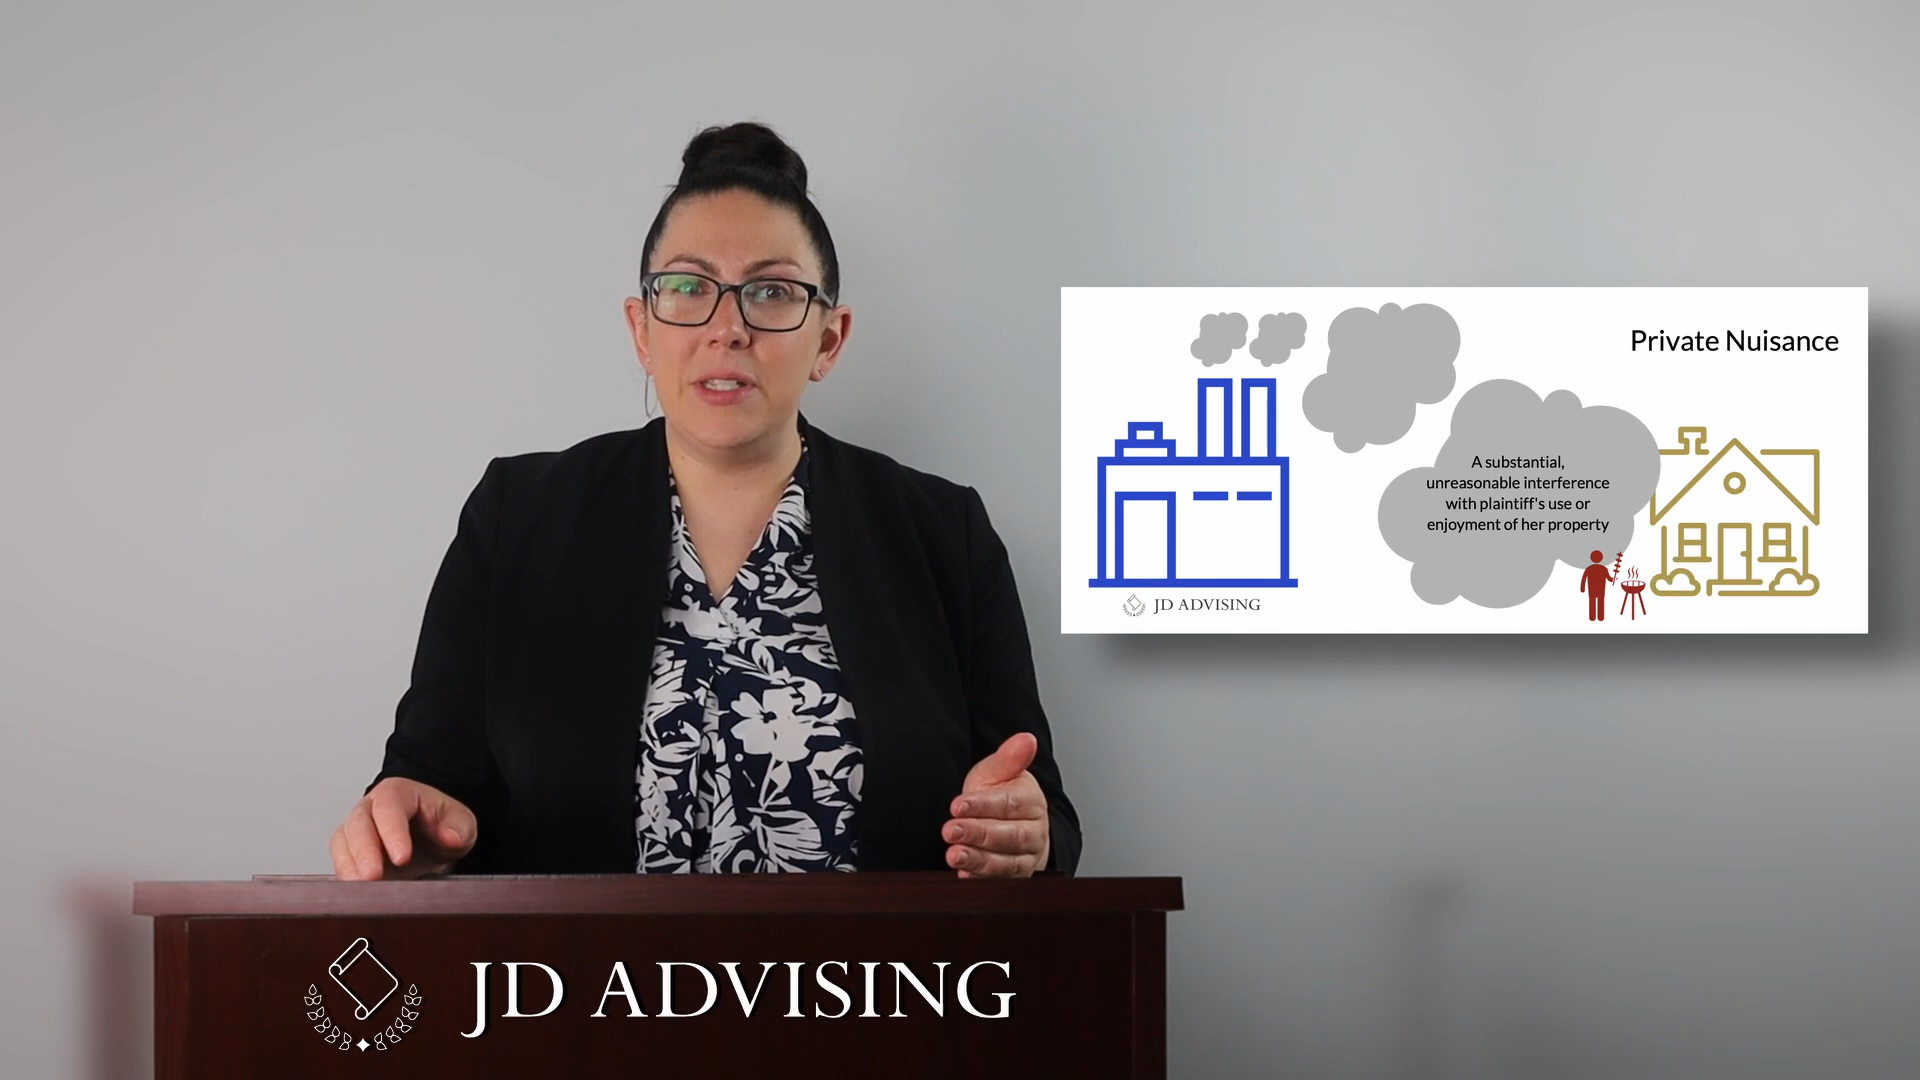 Private Nuisance
A substantial,
unreasonable interference
with plaintiff's use or
enjoyment of her property
JD ADVISING
JD ADVISING